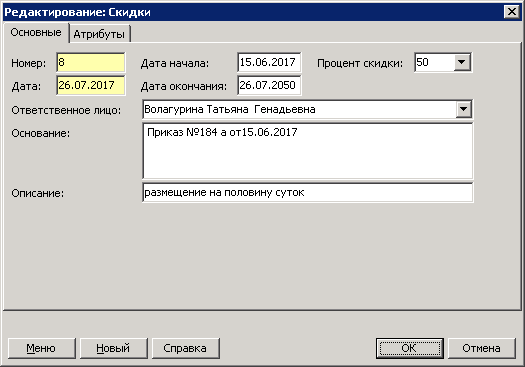 Редактирование: Скидки
Основные Атрибуты
Номер: 8 Дата начала: 15.06.2017 Процент скидки: 50
Дата: 26.07.2017 Дата окончания: 26.07.2050
Ответственное лицо: Волагурина Татьяна Генадьевна
Основание: Приказ №184 а от15.06.2017
Описание: размещение на половину суток
Меню Новый Справка ОК Отмена